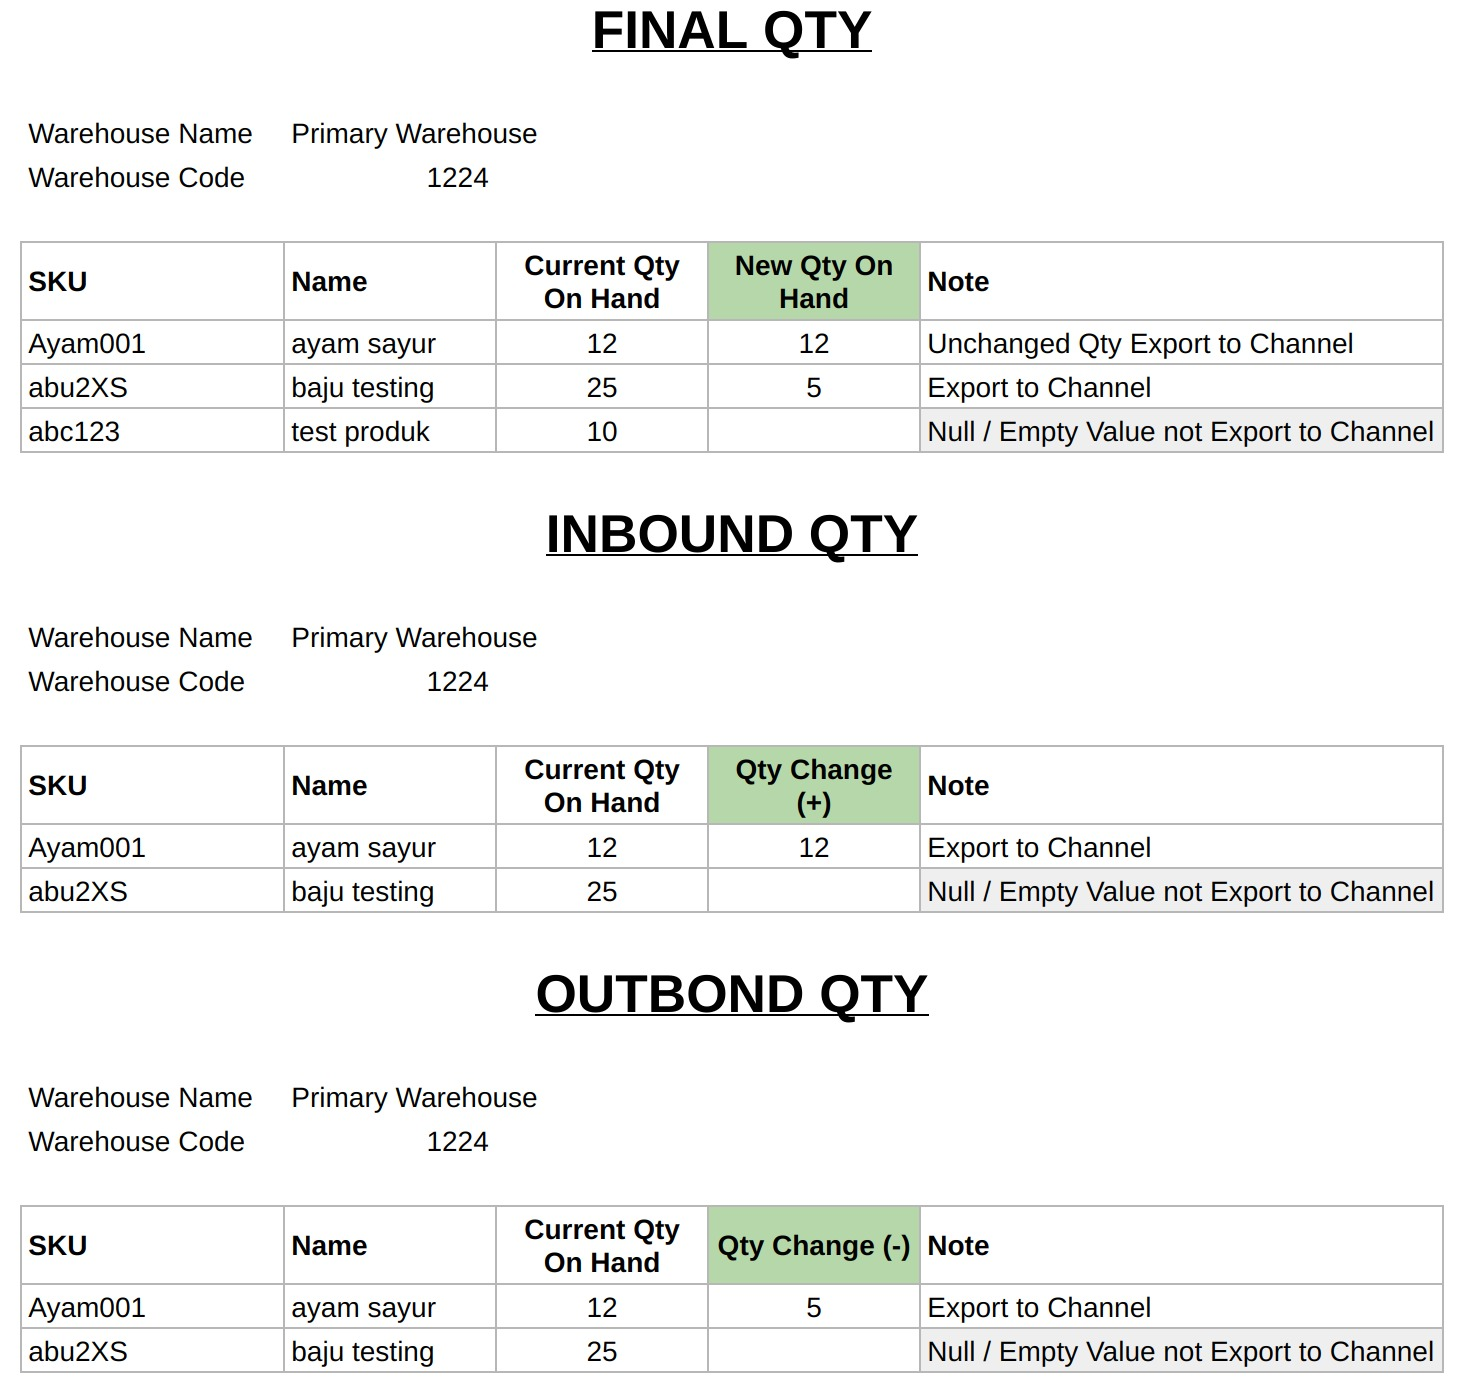 FINAL QTY
Warehouse Name Primary Warehouse
Warehouse Code 1224
SKU Name Current Qty On Hand New Qty On Hand Note
Ayam001 ayam sayur 12 12 Unchanged Qty Export to Channel
abu2XS baju testing 25 5 Export to Channel
abc123 test produk 10 Null / Empty Value not Export to Channel
INBOUND QTY
Warehouse Name Primary Warehouse
Warehouse Code 1224
SKU Name Current Qty On Hand Qty Change (+) Note
Ayam001 ayam sayur 12 12 Export to Channel
abu2XS baju testing 25 Null / Empty Value not Export to Channel
OUTBOND QTY
Warehouse Name Primary Warehouse
Warehouse Code 1224
SKU Name Current Qty On Hand Qty Change (-) Note
Ayam001 ayam sayur 12 5 Export to Channel
abu2XS baju testing 25 Null / Empty Value not Export to Channel